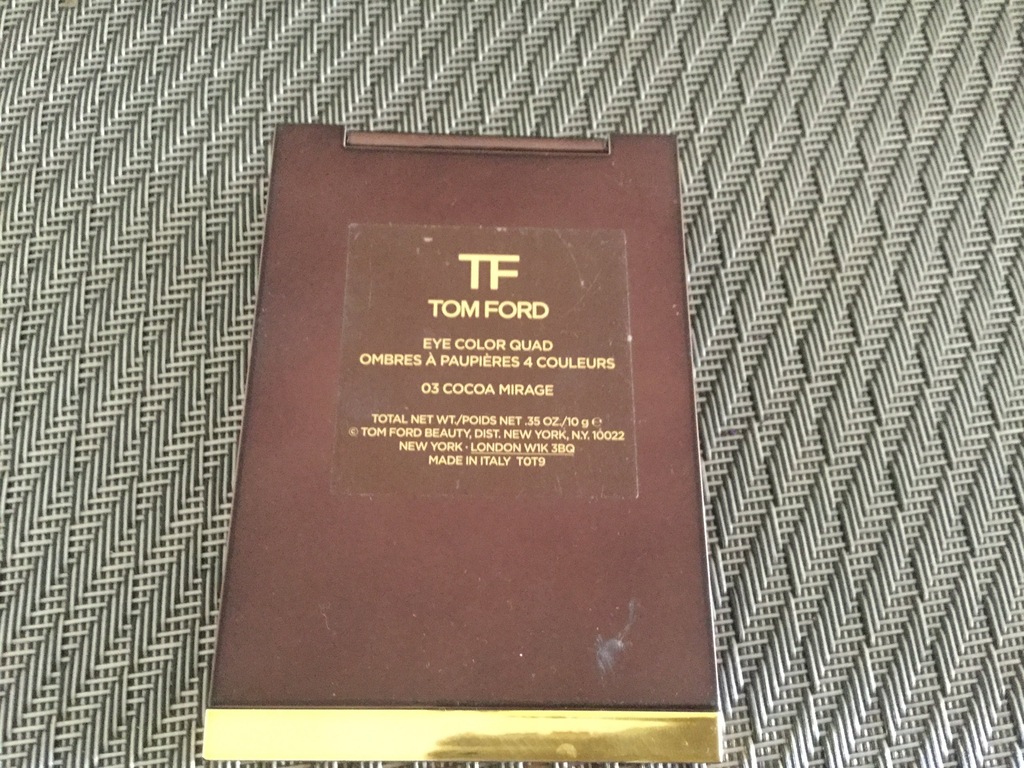 TF
TOM FORD
EYE COLOR QUAD
OMBRES À PAUPIÈRES 4 COULEURS
03 COCOA MIRAGE
TOTAL NET WT./POIDS NET .35 OZ./10 g ℮
© TOM FORD BEAUTY, DIST. NEW YORK, N.Y. 10022
NEW YORK · LONDON W1K 3BQ
MADE IN ITALY T0T9